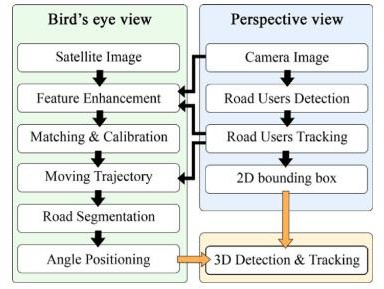 Bird's eye view
Satellite Image
Feature Enhancement
Matching & Calibration
Moving Trajectory
Road Segmentation
Angle Positioning
Perspective view
Camera Image
Road Users Detection
Road Users Tracking
2D bounding box
3D Detection & Tracking